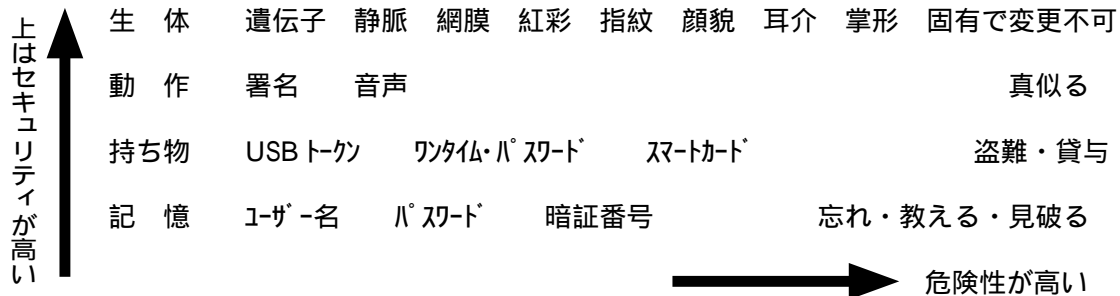 上はセキュリティが高い
生　体　遺伝子　静脈　網膜　紅彩　指紋　顔貌　耳介　掌形　固有で変更不可
動　作　署名　音声　真似る
持ち物　USB ﾄｰｸﾝ　ﾜﾝﾀｲﾑ･ﾊﾟｽﾜｰﾄﾞ　ｽﾏｰﾄｶｰﾄﾞ　盗難・貸与
記　憶　ﾕｰｻﾞｰ名　ﾊﾟｽﾜｰﾄﾞ　暗証番号　忘れ・教える・見破る
危険性が高い